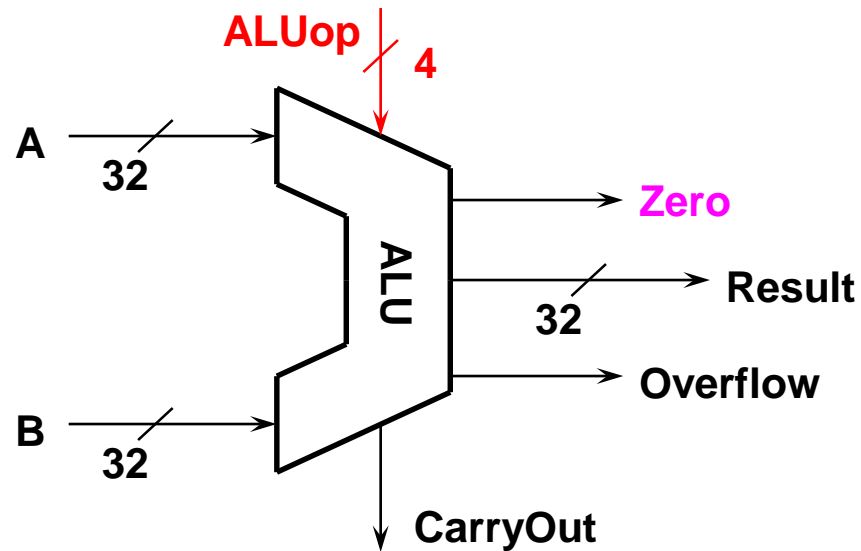 ALUop
4
A
32
Zero
ALU
Result
32
Overflow
B
32
CarryOut